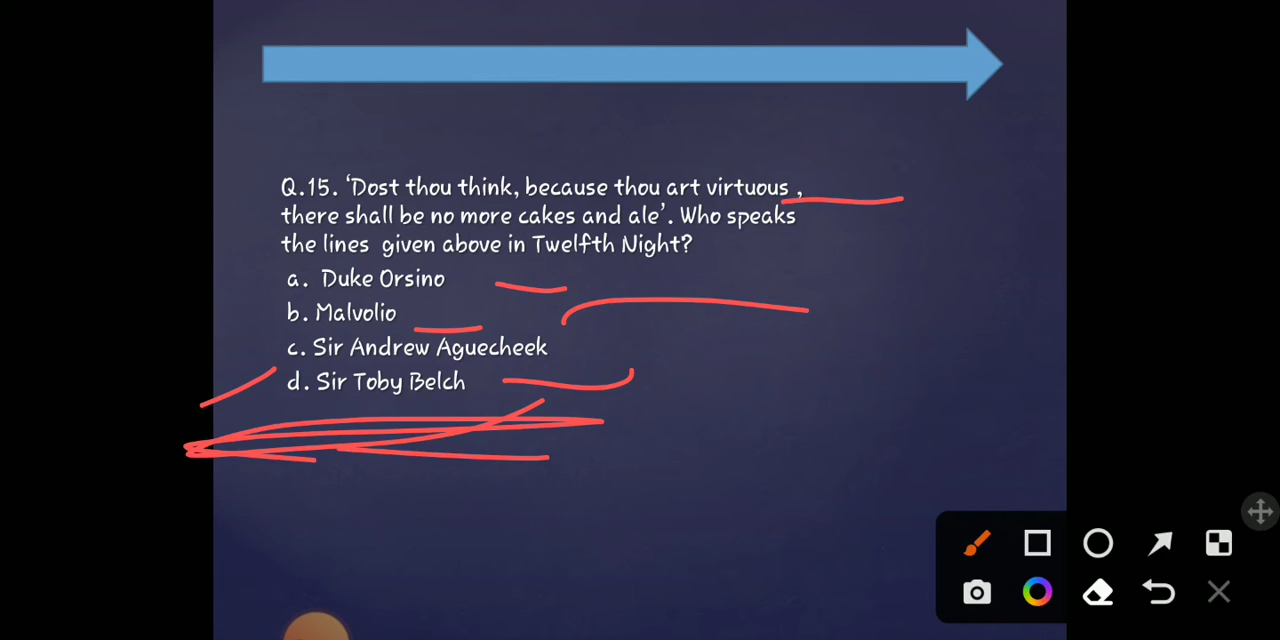 Q.15. ‘Dost thou think, because thou art virtuous ,
there shall be no more cakes and ale’. Who speaks
the lines given above in Twelfth Night?
a. Duke Orsino
b. Malvolio
c. Sir Andrew Aguecheek
d. Sir Toby Belch